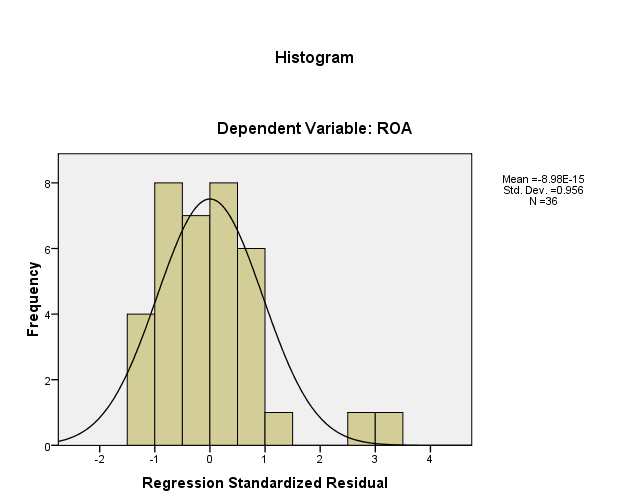 Histogram
Dependent Variable: ROA
Mean =-8.98E-15
Std. Dev. =0.956
N =36
Frequency
8
6
4
2
0
-2 -1 0 1 2 3 4
Regression Standardized Residual